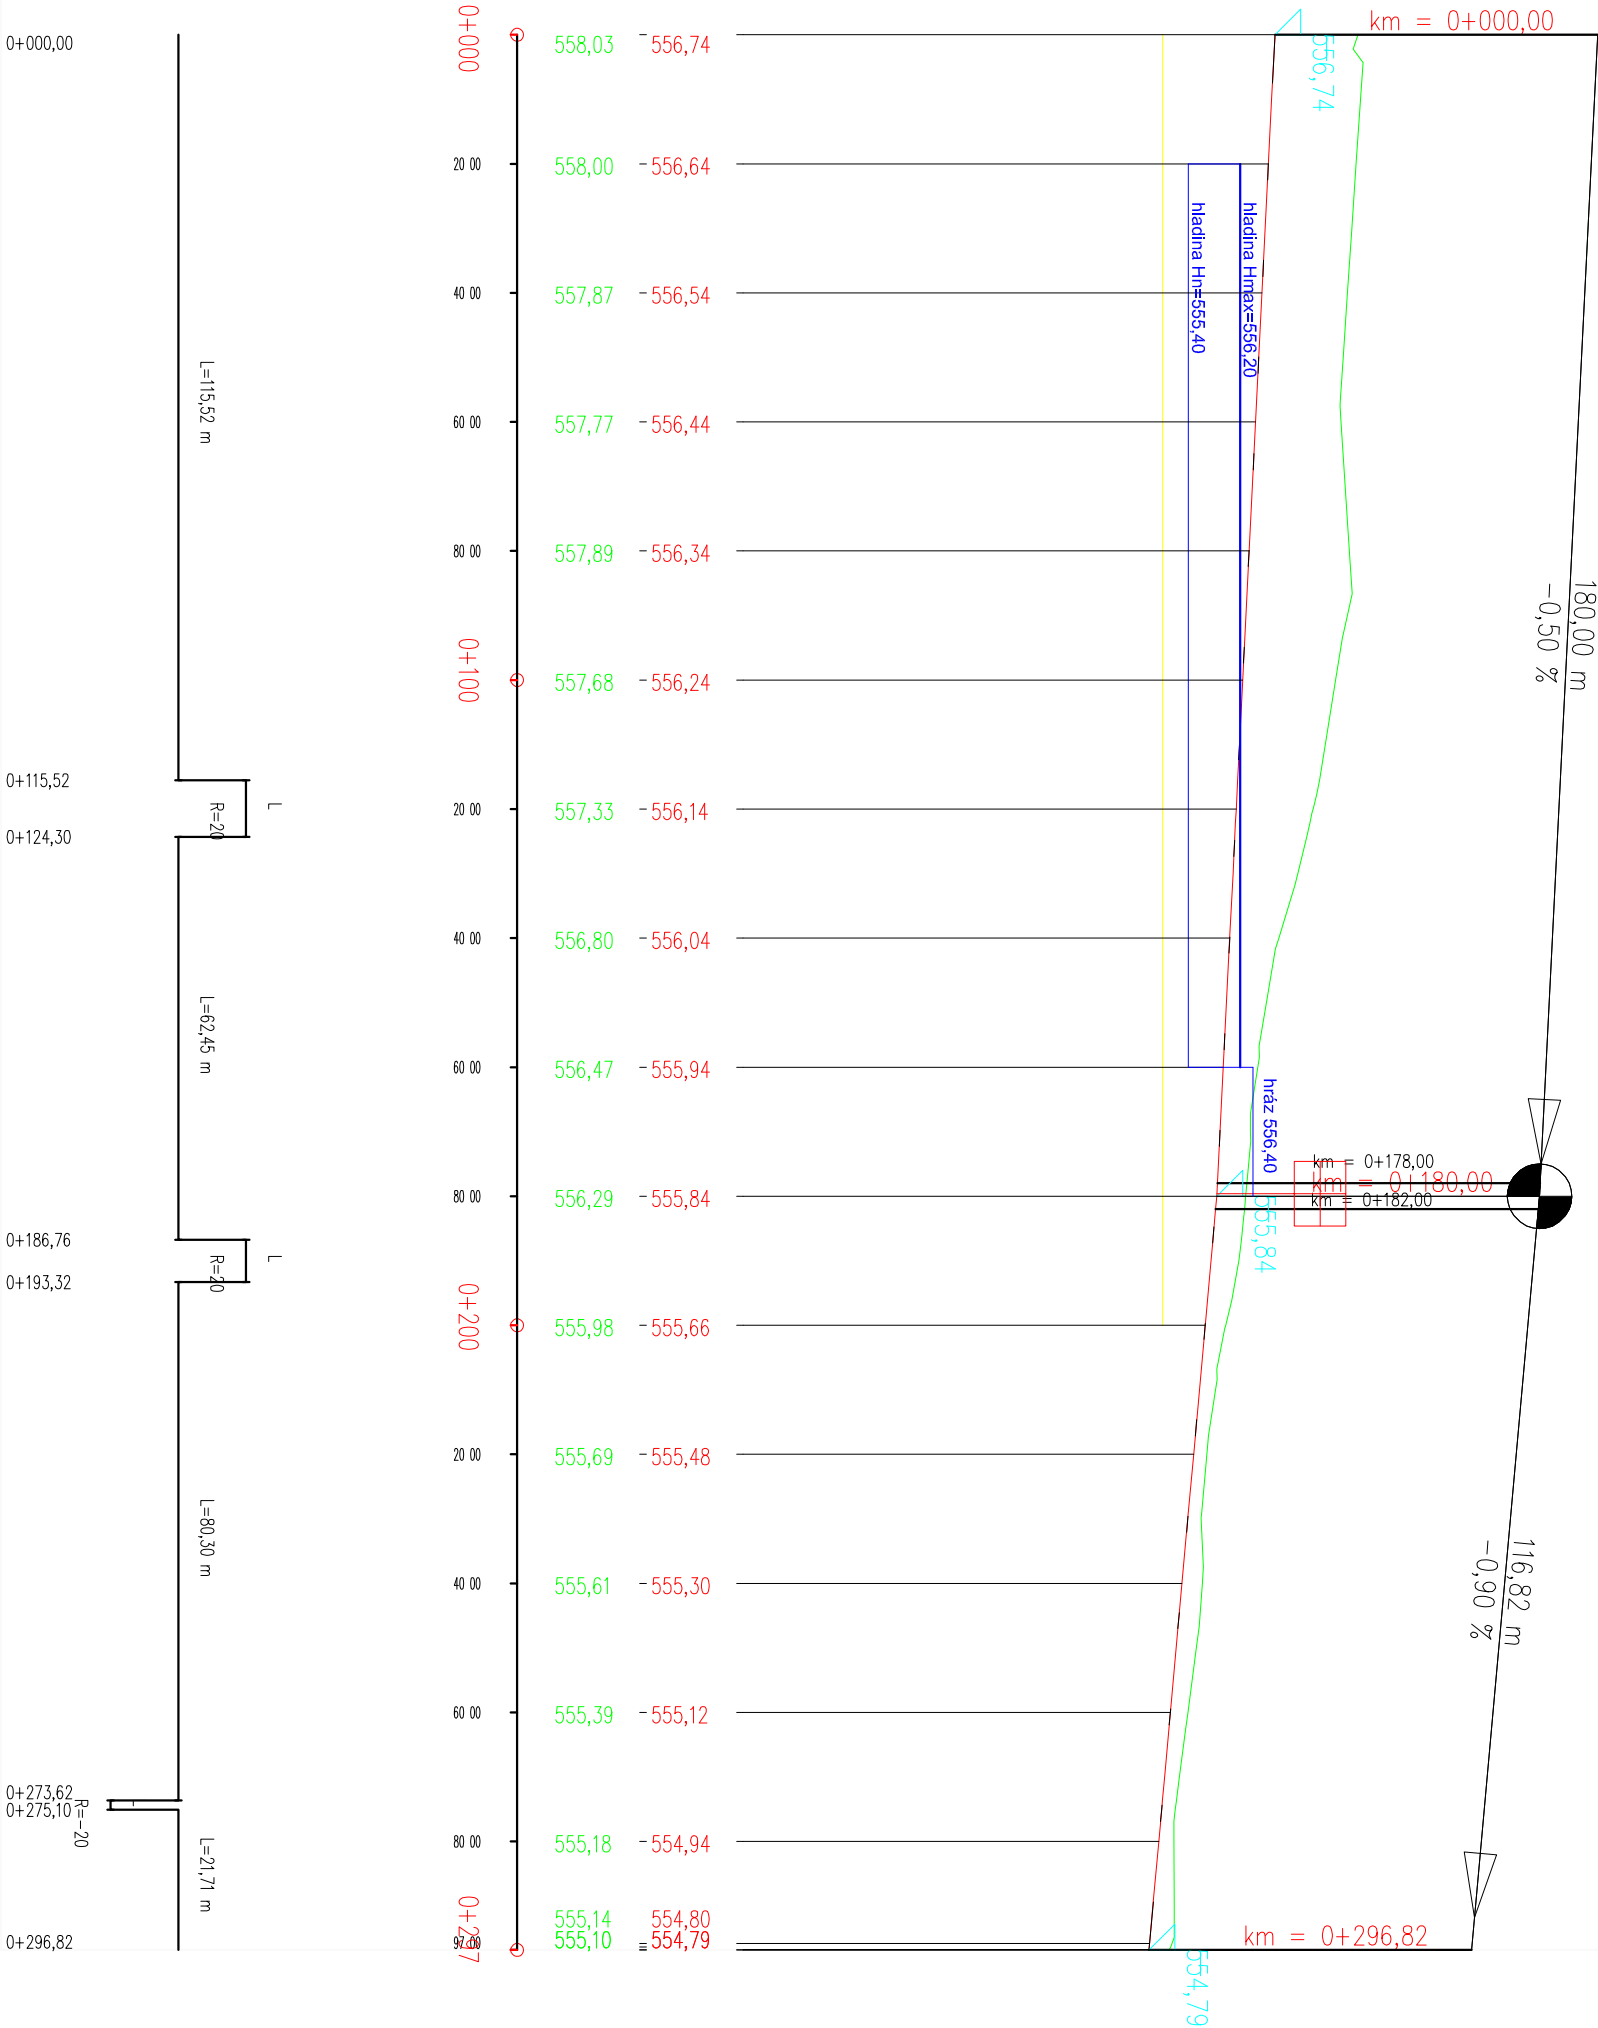 km = 0+000,00
556,74
0+000,00
0+000
558,03 556,74
20 00 558,00 556,64
hladina Hn=555,40
hladina Hmax=556,20
40 00 557,87 556,54
L=115,52 m
60 00 557,77 556,44
80 00 557,89 556,34
180,00 m
-0,50 %
0+100
557,68 556,24
0+115,52
L
R=20
20 00 557,33 556,14
0+124,30
40 00 556,80 556,04
L=62,45 m
60 00 556,47 555,94
hráz 556,40
km = 0+178,00
km = 0+180,00
km = 0+182,00
80 00 556,29 555,84
555,84
0+186,76
L
R=20
0+193,32
0+200
555,98 555,66
20 00 555,69 555,48
L=80,30 m
116,82 m
-0,90 %
40 00 555,61 555,30
60 00 555,39 555,12
0+273,62
0+275,10
R=-20
80 00 555,18 554,94
L=21,71 m
0+297
555,14 554,80
97 00 555,10 554,79
0+296,82
km = 0+296,82
554,79